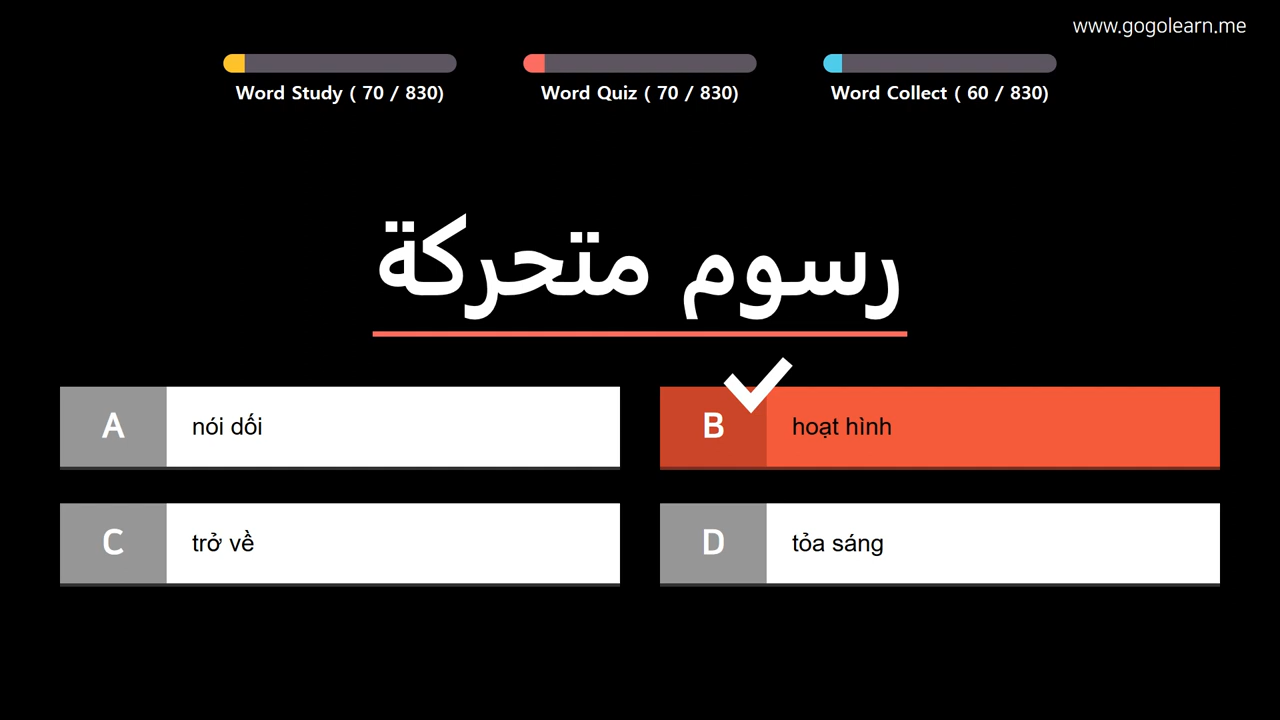 www.gogolearn.me
Word Study ( 70 / 830)
Word Quiz ( 70 / 830)
Word Collect ( 60 / 830)
رسوم متحركة
A
nói dối
B
hoạt hình
C
trở về
D
tỏa sáng